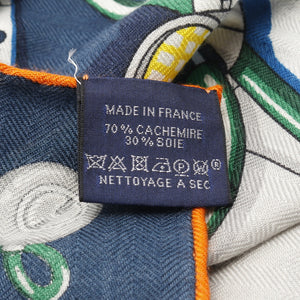 MADE IN FRANCE
70% CACHEMIRE
30% SOIE
NETTOYAGE A SEC